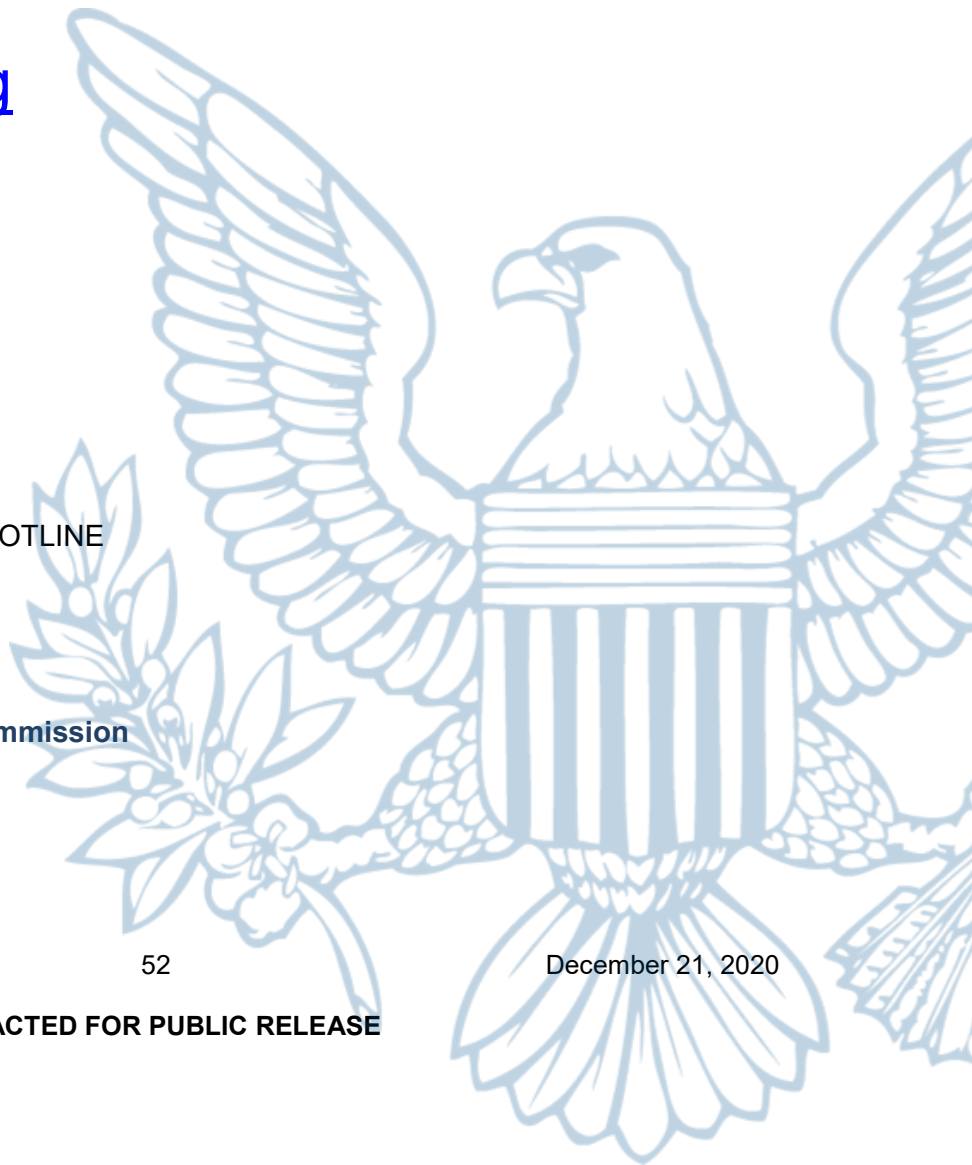 g
OTLINE
mmission
52 December 21, 2020
ACTED FOR PUBLIC RELEASE